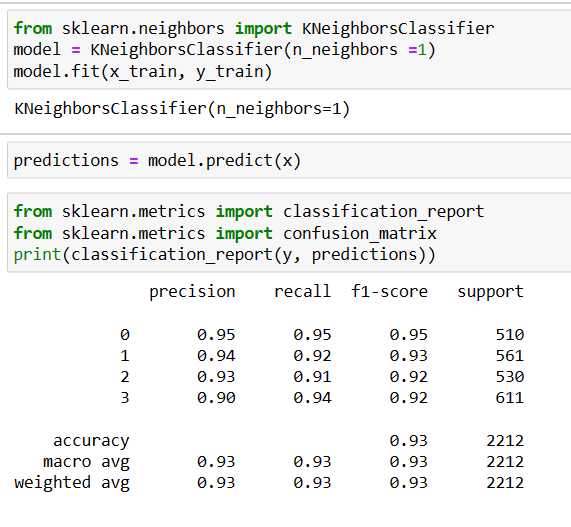 from sklearn.neighbors import KNeighborsClassifier
model = KNeighborsClassifier(n_neighbors =1)
model.fit(x_train, y_train)
KNeighborsClassifier(n_neighbors=1)
predictions = model.predict(x)
from sklearn.metrics import classification_report
from sklearn.metrics import confusion_matrix
print(classification_report(y, predictions))
precision recall f1-score support
0 0.95 0.95 0.95 510
1 0.94 0.92 0.93 561
2 0.93 0.91 0.92 530
3 0.90 0.94 0.92 611
accuracy 0.93 2212
macro avg 0.93 0.93 0.93 2212
weighted avg 0.93 0.93 0.93 2212